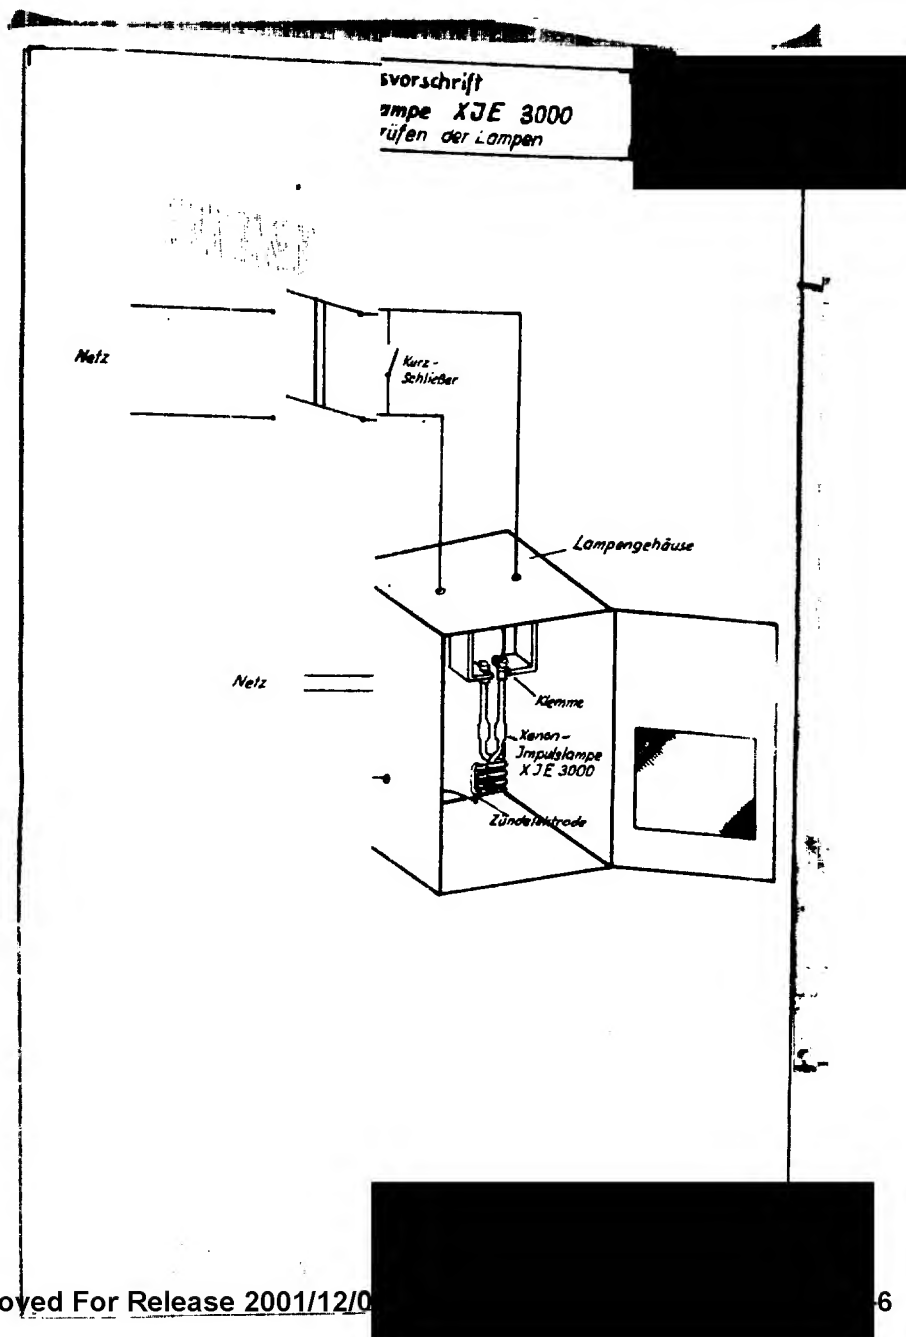 svorschrift
ampe XJE 3000
rüfen der Lampen
Netz
Kurz-
Schließer
Lampengehäuse
Netz
Klemme
Xenon-
Impulslampe
XJE 3000
Zündelektrode
oved For Release 2001/12/0
6